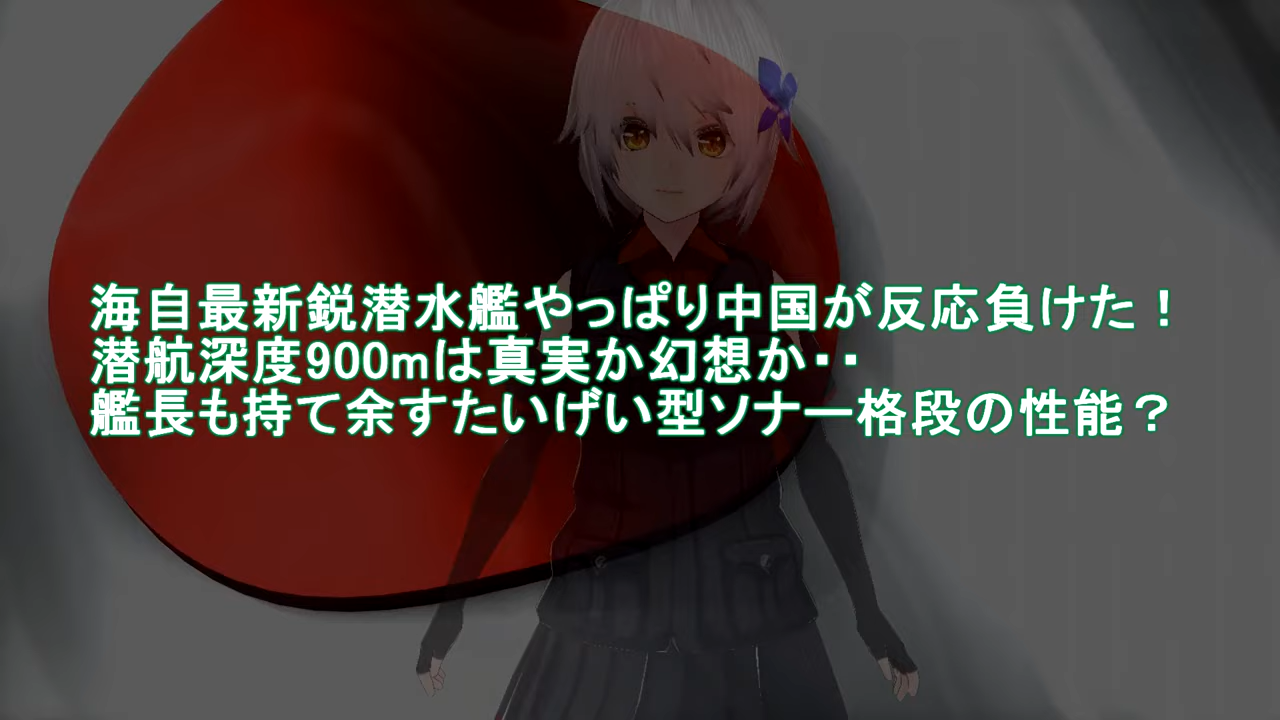 海自最新鋭潜水艦やっぱり中国が反応負けた！
潜航深度900mは真実か幻想か・・
艦長も持て余すたいげい型ソナー格段の性能？